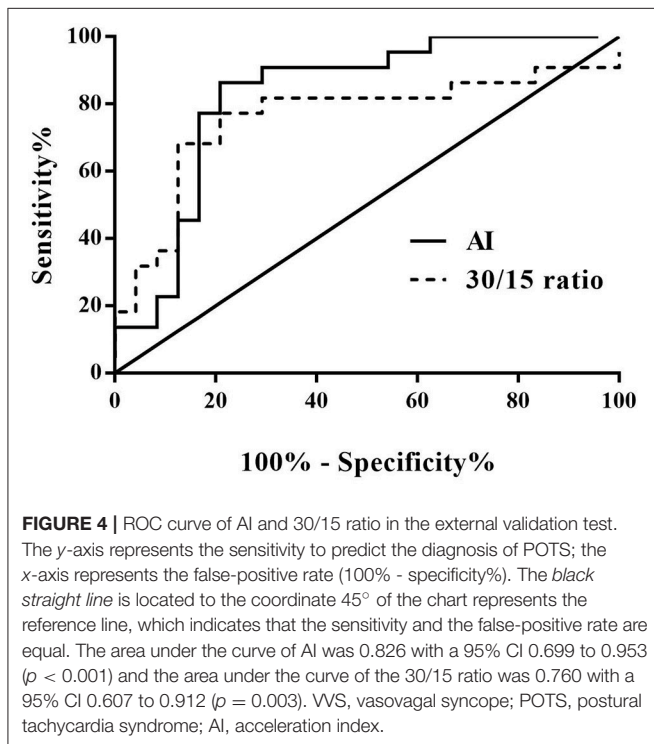 100
80
60
40
20
0
Sensitivity%
AI
30/15 ratio
0 20 40 60 80 100
100% - Specificity%
FIGURE 4 | ROC curve of AI and 30/15 ratio in the external validation test.
The y-axis represents the sensitivity to predict the diagnosis of POTS; the
x-axis represents the false-positive rate (100% - specificity%). The black
straight line is located to the coordinate 45° of the chart represents the
reference line, which indicates that the sensitivity and the false-positive rate are
equal. The area under the curve of AI was 0.826 with a 95% CI 0.699 to 0.953
(p < 0.001) and the area under the curve of the 30/15 ratio was 0.760 with a
95% CI 0.607 to 0.912 (p = 0.003). VVS, vasovagal syncope; POTS, postural
tachycardia syndrome; AI, acceleration index.